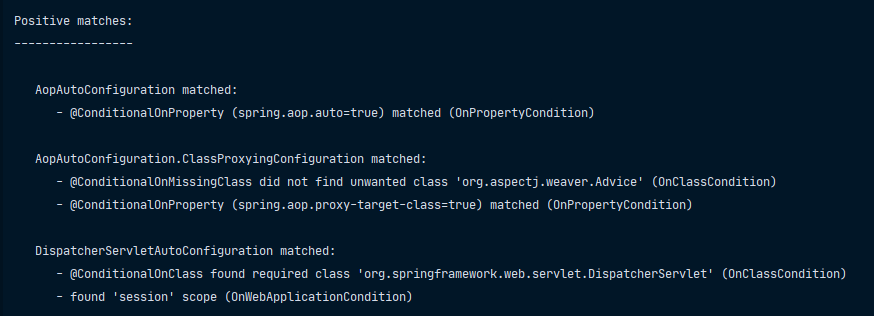 Positive matches:
-----------------
AopAutoConfiguration matched:
- @ConditionalOnProperty (spring.aop.auto=true) matched (OnPropertyCondition)
AopAutoConfiguration.ClassProxyingConfiguration matched:
- @ConditionalOnMissingClass did not find unwanted class 'org.aspectj.weaver.Advice' (OnClassCondition)
- @ConditionalOnProperty (spring.aop.proxy-target-class=true) matched (OnPropertyCondition)
DispatcherServletAutoConfiguration matched:
- @ConditionalOnClass found required class 'org.springframework.web.servlet.DispatcherServlet' (OnClassCondition)
- found 'session' scope (OnWebApplicationCondition)